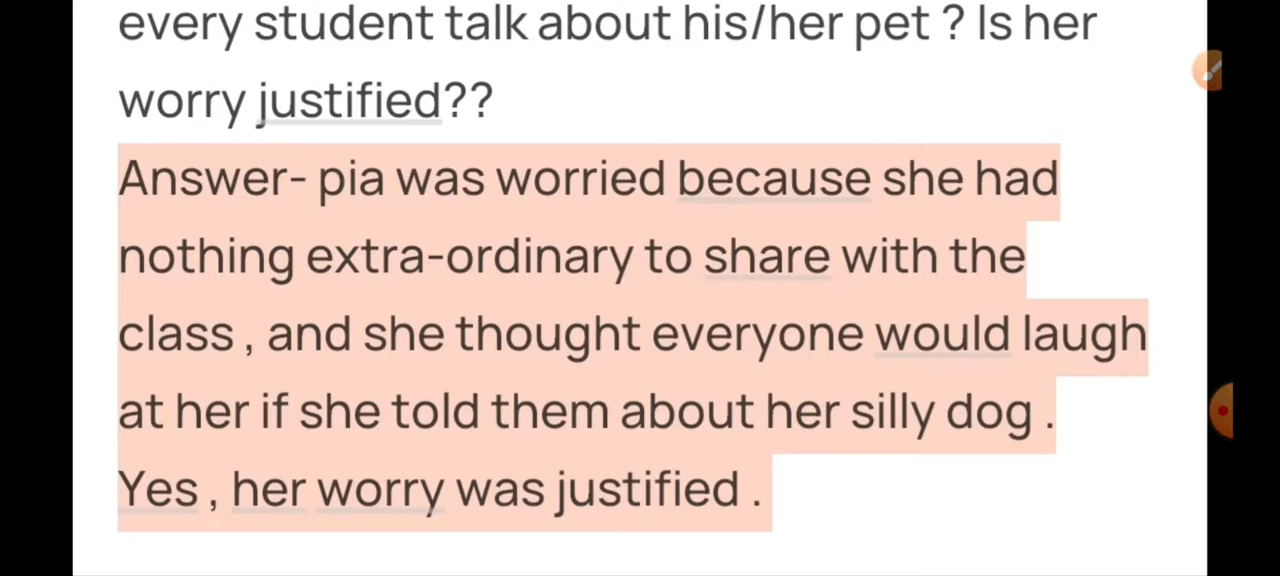 every student talk about his/her pet ? Is her
worry justified??
Answer- pia was worried because she had
nothing extra-ordinary to share with the
class , and she thought everyone would laugh
at her if she told them about her silly dog .
Yes , her worry was justified .